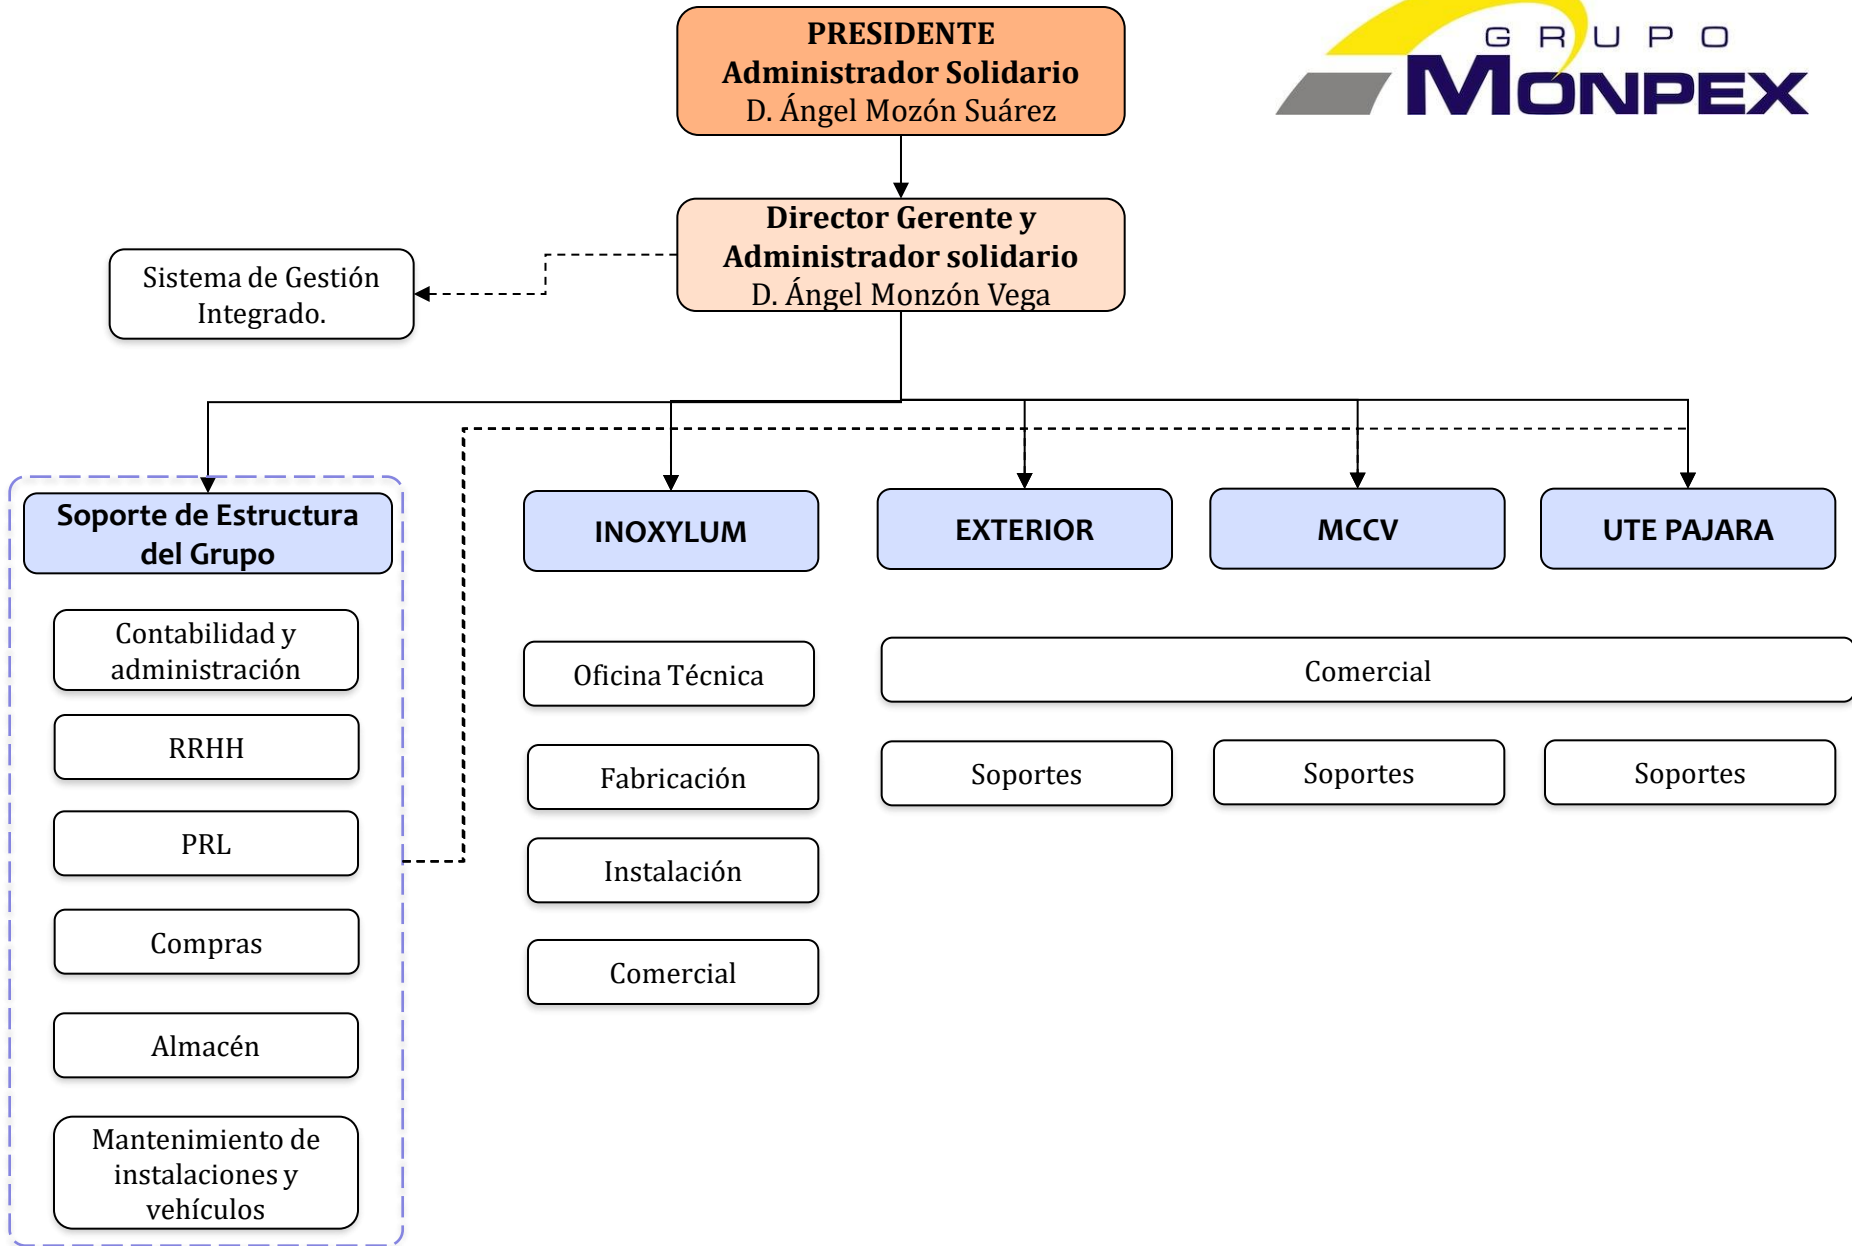 PRESIDENTE
Administrador Solidario
D. Ángel Mozón Suárez
GRUPO
MONPEX
Director Gerente y
Administrador solidario
D. Ángel Monzón Vega
Sistema de Gestión
Integrado.
Soporte de Estructura
del Grupo
INOXYLUM
EXTERIOR
MCCV
UTE PAJARA
Contabilidad y
administración
RRHH
PRL
Compras
Almacén
Mantenimiento de
instalaciones y
vehículos
Oficina Técnica
Fabricación
Instalación
Comercial
Comercial
Soportes
Soportes
Soportes